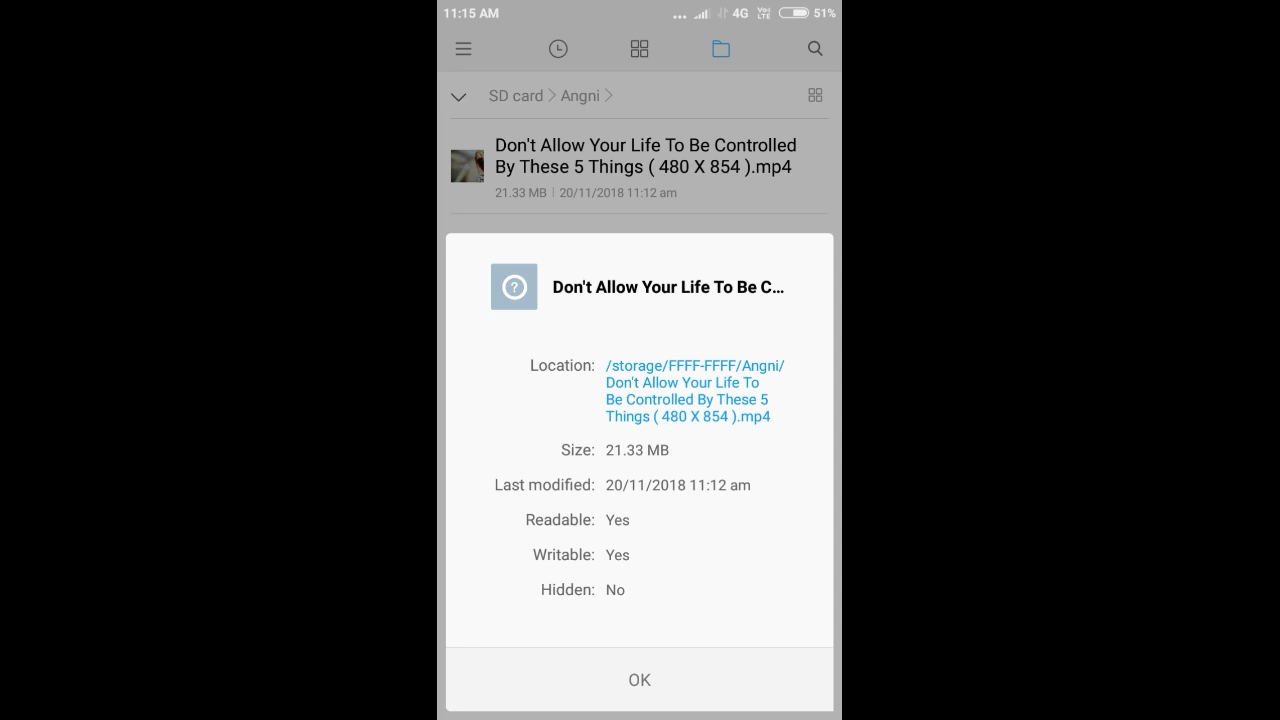 11:15 AM
... 4G Vo LTE 51%
SD card > Angni >
Don't Allow Your Life To Be Controlled
By These 5 Things ( 480 X 854 ).mp4
21.33 MB | 20/11/2018 11:12 am
Don't Allow Your Life To Be C...
Location: /storage/FFFF-FFFF/Angni/
Don't Allow Your Life To
Be Controlled By These 5
Things ( 480 X 854 ).mp4
Size: 21.33 MB
Last modified: 20/11/2018 11:12 am
Readable: Yes
Writable: Yes
Hidden: No
OK